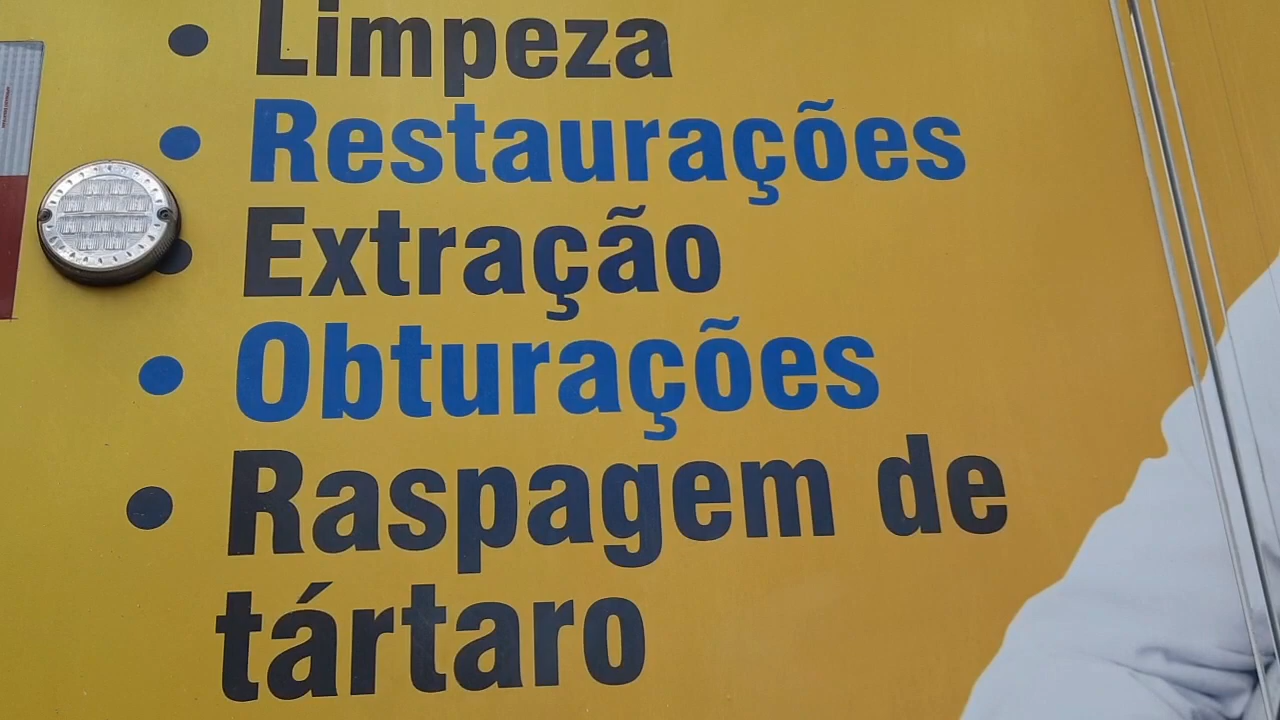 • Limpeza
• Restaurações
• Extração
• Obturações
• Raspagem de
tártaro